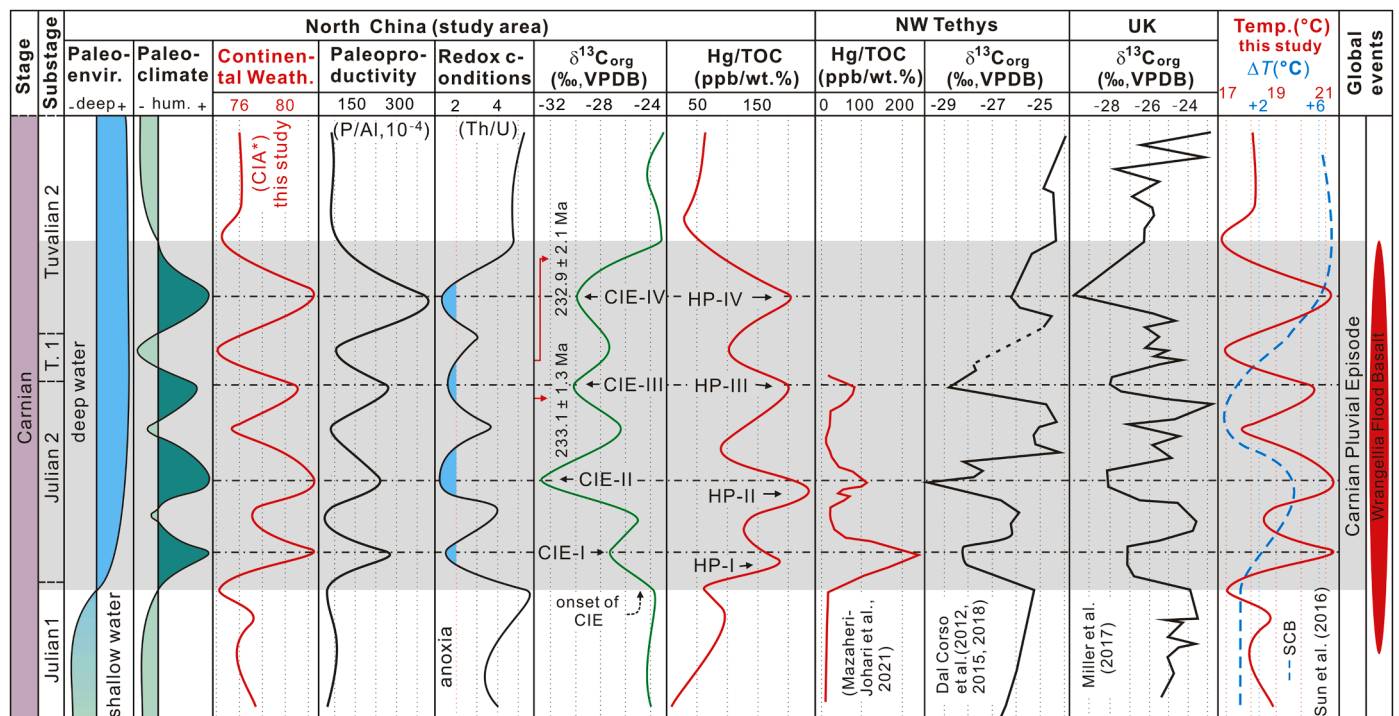 Stage
Substage
North China (study area)
NW Tethys
UK
Temp.(°C)
this study
ΔT(°C)
Global
events
Paleo-
envir.
- deep +
Paleo-
climate
- hum. +
Continen-
tal Weath.
76 80
Paleopro-
ductivity
150 300
Redox c-
onditions
2 4
δ¹³Corg
(‰,VPDB)
-32 -28 -24
Hg/TOC
(ppb/wt.%)
50 150
Hg/TOC
(ppb/wt.%)
0 100 200
δ¹³Corg
(‰,VPDB)
-29 -27 -25
δ¹³Corg
(‰,VPDB)
-28 -26 -24
17 19 21
+2 +6
Carnian
Tuvalian 2
T. 1
Julian 2
Julian1
deep water
shallow water
(CIA*)
this study
(P/Al,10⁻⁴)
(Th/U)
anoxia
232.9 ± 2.1 Ma
233.1 ± 1.3 Ma
CIE-IV
CIE-III
CIE-II
CIE-I
onset of
CIE
HP-IV
HP-III
HP-II
HP-I
(Mazaheri-
Johari et al.,
2021)
Dal Corso
et al.(2012,
2015, 2018)
Miller et al.
(2017)
SCB
Sun et al. (2016)
Carnian Pluvial Episode
Wrangellia Flood Basalt